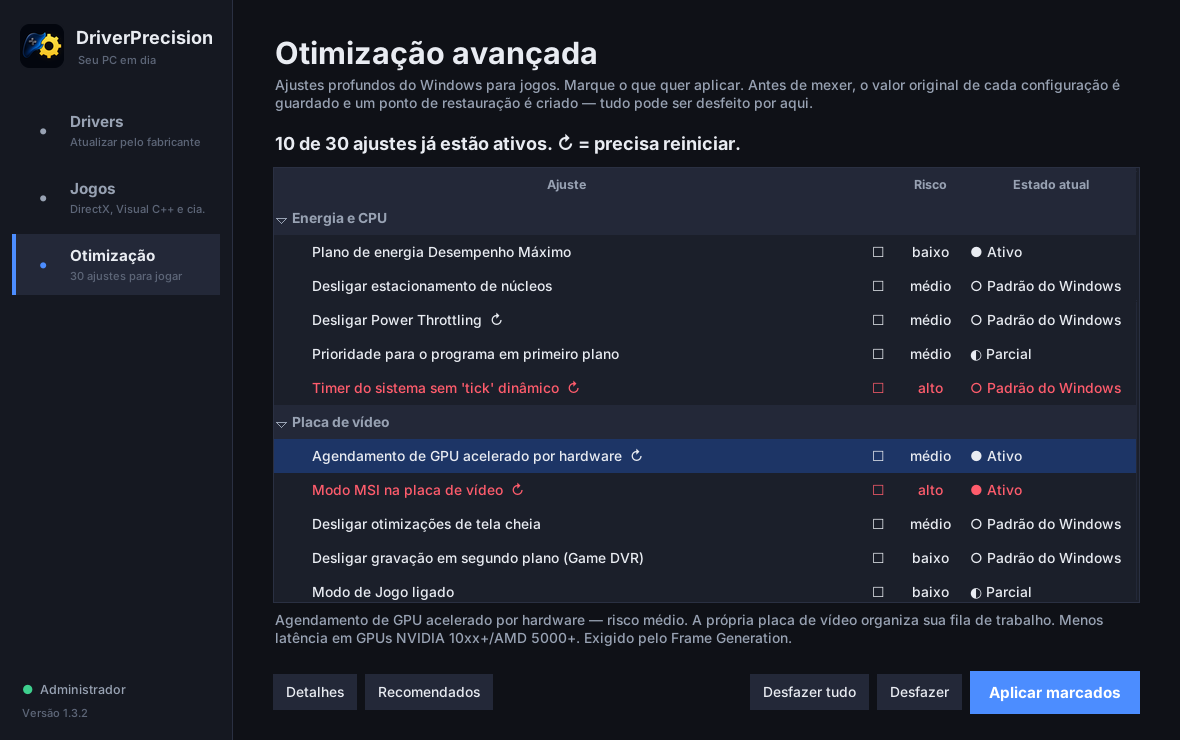 DriverPrecision
Seu PC em dia
Drivers
Atualizar pelo fabricante
Jogos
DirectX, Visual C++ e cia.
Otimização
30 ajustes para jogar
Administrador
Versão 1.3.2
Otimização avançada
Ajustes profundos do Windows para jogos. Marque o que quer aplicar. Antes de mexer, o valor original de cada configuração é
guardado e um ponto de restauração é criado — tudo pode ser desfeito por aqui.
10 de 30 ajustes já estão ativos. ↻ = precisa reiniciar.
Ajuste Risco Estado atual
▽ Energia e CPU
Plano de energia Desempenho Máximo ☐ baixo ● Ativo
Desligar estacionamento de núcleos ☐ médio ○ Padrão do Windows
Desligar Power Throttling ↻ ☐ médio ○ Padrão do Windows
Prioridade para o programa em primeiro plano ☐ médio ◐ Parcial
Timer do sistema sem 'tick' dinâmico ↻ ☐ alto ○ Padrão do Windows
▽ Placa de vídeo
Agendamento de GPU acelerado por hardware ↻ ☐ médio ● Ativo
Modo MSI na placa de vídeo ↻ ☐ alto ● Ativo
Desligar otimizações de tela cheia ☐ médio ○ Padrão do Windows
Desligar gravação em segundo plano (Game DVR) ☐ baixo ○ Padrão do Windows
Modo de Jogo ligado ☐ baixo ◐ Parcial
Agendamento de GPU acelerado por hardware — risco médio. A própria placa de vídeo organiza sua fila de trabalho. Menos
latência em GPUs NVIDIA 10xx+/AMD 5000+. Exigido pelo Frame Generation.
Detalhes Recomendados Desfazer tudo Desfazer Aplicar marcados